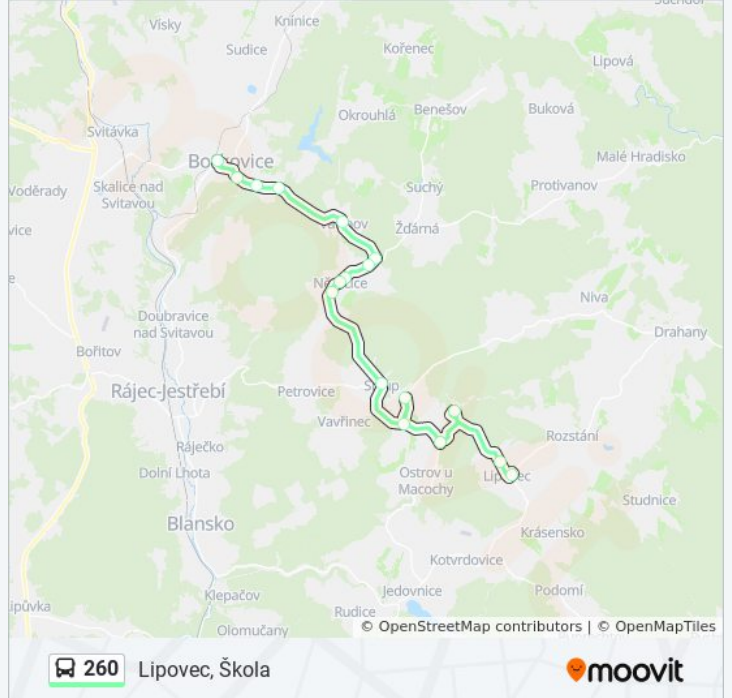 Suchdol
Vísky
Knínice
Sudice
Kořenec
Lipová
Okrouhlá
Benešov
Buková
Svitávka
Malé Hradisko
Skalice nad
Svitavou
Suchý
Protivanov
Žďárná
Doubravice
nad Svitavou
Niva
Drahany
Bořitov
Rájec-Jestřebí
Petrovice
Vavřinec
Rozstání
Ráječko
Dolní Lhota
Ostrov u
Macochy
Studnice
Blansko
Krásensko
Kotvrdovice
Klepačov
Jedovnice
Podomí
Rudice
Olomučany
© OpenStreetMap contributors | © OpenMapTiles
260 Lipovec, Škola
moovit